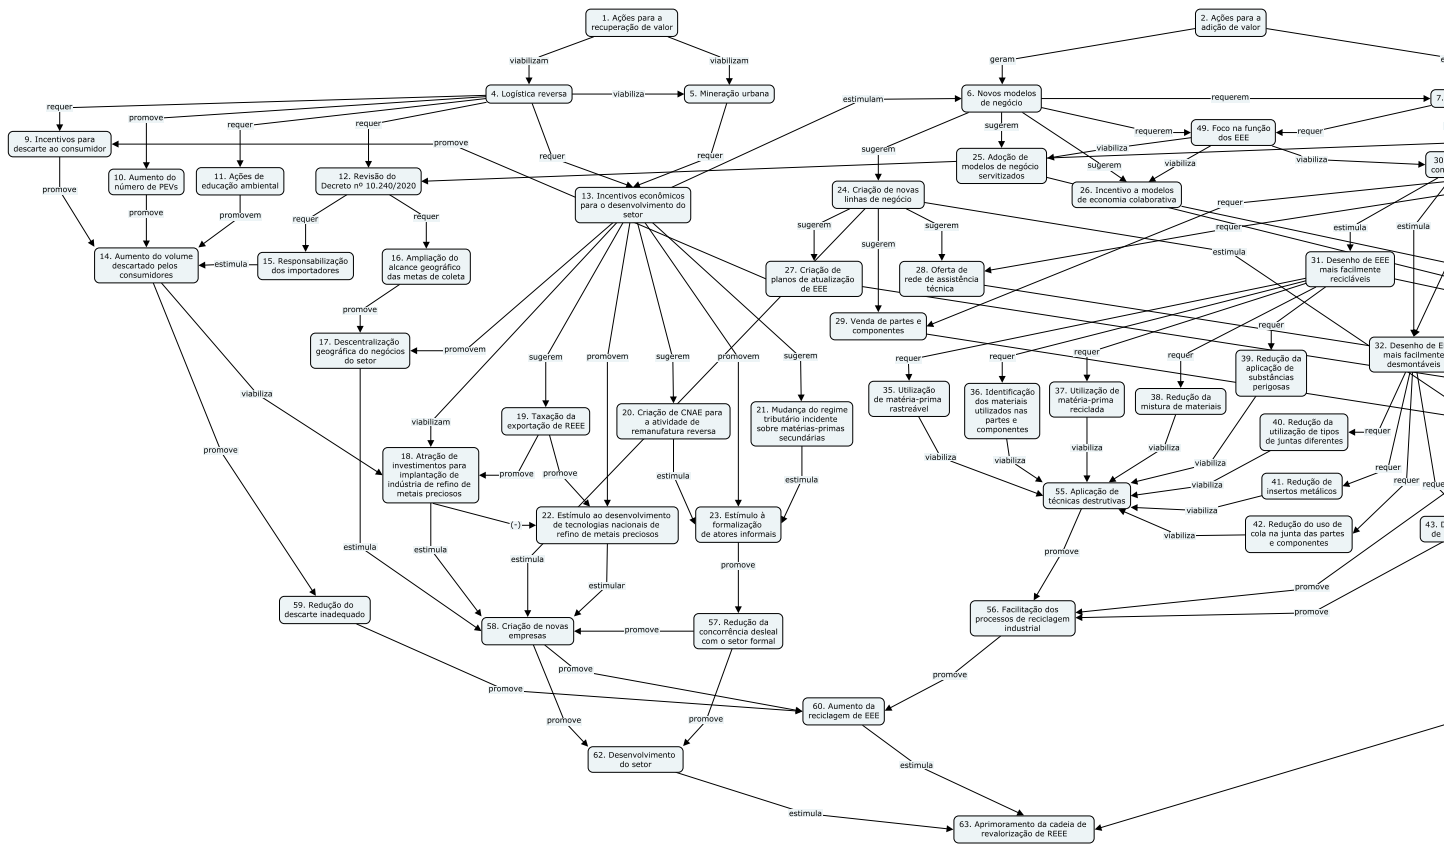 1. Ações para a
recuperação de valor
2. Ações para a
adição de valor
viabilizam
viabilizam
geram
4. Logística reversa
viabiliza
5. Mineração urbana
estimulam
6. Novos modelos
de negócio
requerem
7.
requer
promove
requer
requer
sugerem
requerem
49. Foco na função
dos EEE
requer
9. Incentivos para
descarte ao consumidor
promove
requer
requer
sugerem
viabiliza
25. Adoção de
modelos de negócio
servitizados
sugerem
viabiliza
viabiliza
30.
con
10. Aumento do
número de PEVs
11. Ações de
educação ambiental
12. Revisão do
Decreto nº 10.240/2020
13. Incentivos econômicos
para o desenvolvimento do
setor
24. Criação de novas
linhas de negócio
26. Incentivo a modelos
de economia colaborativa
promove
promove
promovem
requer
requer
sugerem
sugerem
sugerem
requer
requer
estimula
estimula
estimula
14. Aumento do volume
descartado pelos
consumidores
estimula
15. Responsabilização
dos importadores
16. Ampliação do
alcance geográfico
das metas de coleta
27. Criação de
planos de atualização
de EEE
28. Oferta de
rede de assistência
técnica
31. Desenho de EEE
mais facilmente
recicláveis
promove
29. Venda de partes e
componentes
17. Descentralização
geográfica do negócios
do setor
promovem
sugerem
promovem
sugerem
promovem
sugerem
requer
requer
requer
requer
requer
32. Desenho de EE
mais facilmente
desmontáveis
35. Utilização
de matéria-prima
rastreável
36. Identificação
dos materiais
utilizados nas
partes e
componentes
37. Utilização de
matéria-prima
reciclada
38. Redução da
mistura de materiais
39. Redução da
aplicação de
substâncias
perigosas
viabiliza
viabilizam
19. Taxação da
exportação de REEE
20. Criação de CNAE para
a atividade de
remanufatura reversa
21. Mudança do regime
tributário incidente
sobre matérias-primas
secundárias
40. Redução da
utilização de tipos
de juntas diferentes
requer
promove
18. Atração de
investimentos para
implantação de
indústria de refino de
metais preciosos
promove
promove
estimula
estimula
viabiliza
viabiliza
viabiliza
viabiliza
viabiliza
viabiliza
requer
requer
reque
55. Aplicação de
técnicas destrutivas
41. Redução de
insertos metálicos
viabiliza
(-)
22. Estímulo ao desenvolvimento
de tecnologias nacionais de
refino de metais preciosos
23. Estímulo à
formalização
de atores informais
viabiliza
42. Redução do uso de
cola na junta das partes
e componentes
43. D
de
estimula
estimula
estimula
estimular
promove
promove
promove
promove
59. Redução do
descarte inadequado
58. Criação de novas
empresas
promove
57. Redução da
concorrência desleal
com o setor formal
56. Facilitação dos
processos de reciclagem
industrial
promove
promove
promove
60. Aumento da
reciclagem de EEE
promove
promove
62. Desenvolvimento
do setor
estimula
estimula
63. Aprimoramento da cadeia de
revalorização de REEE